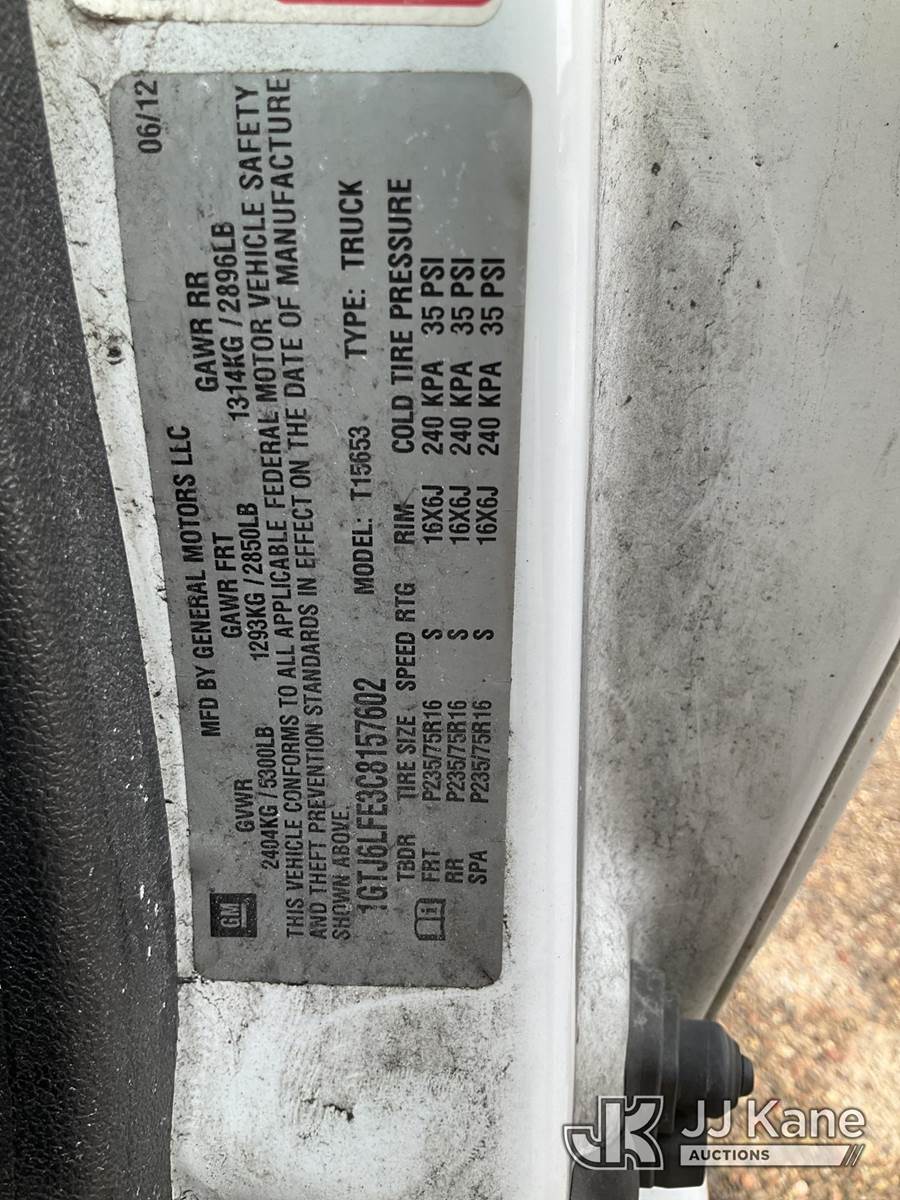 MFD BY GENERAL MOTORS LLC 06/12
GVWR GAWR FRT GAWR RR
2404KG / 5300LB 1293KG / 2850LB 1314KG / 2896LB
THIS VEHICLE CONFORMS TO ALL APPLICABLE FEDERAL MOTOR VEHICLE SAFETY
AND THEFT PREVENTION STANDARDS IN EFFECT ON THE DATE OF MANUFACTURE
SHOWN ABOVE.
1GTJ6LFE3C8157602 MODEL: T15653 TYPE: TRUCK
TBDR TIRE SIZE SPEED RTG RIM COLD TIRE PRESSURE
FRT P235/75R16 S 16X6J 240 KPA 35 PSI
RR P235/75R16 S 16X6J 240 KPA 35 PSI
SPA P235/75R16 S 16X6J 240 KPA 35 PSI
GM
JK JJ Kane
AUCTIONS